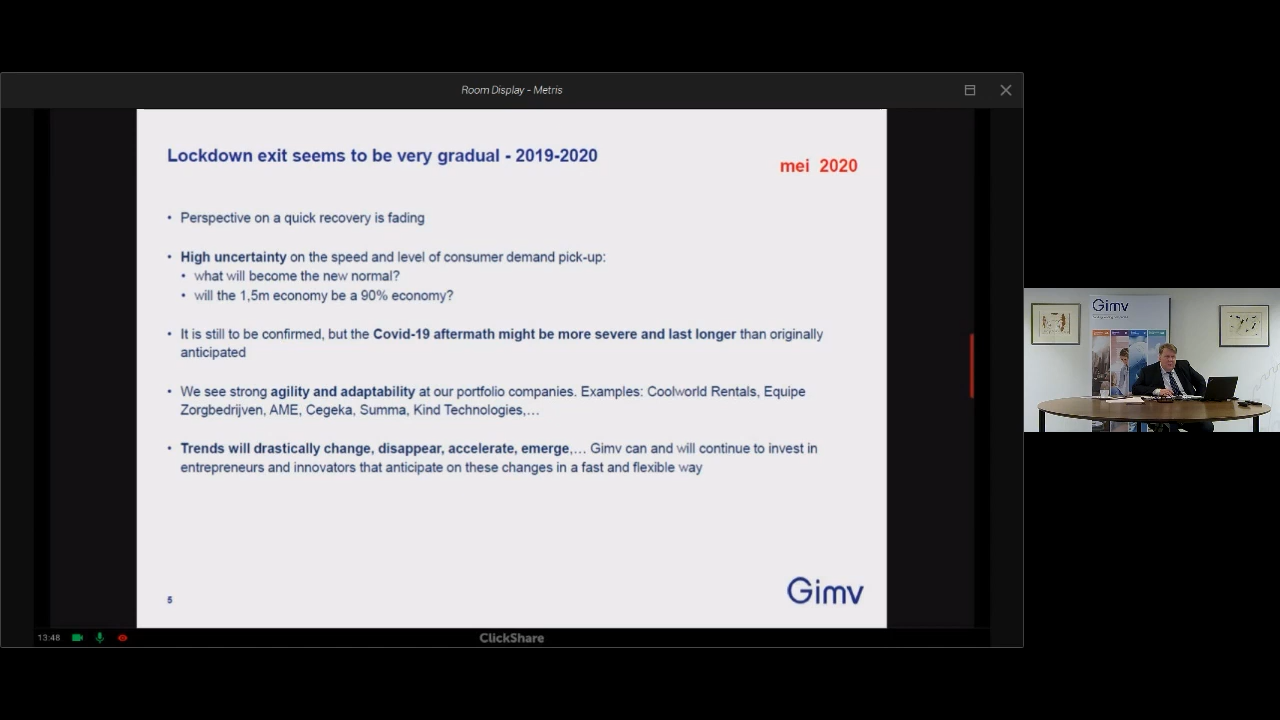 Room Display - Metris
Lockdown exit seems to be very gradual - 2019-2020
mei 2020
• Perspective on a quick recovery is fading
• High uncertainty on the speed and level of consumer demand pick-up:
• what will become the new normal?
• will the 1,5m economy be a 90% economy?
• It is still to be confirmed, but the Covid-19 aftermath might be more severe and last longer than originally
anticipated
• We see strong agility and adaptability at our portfolio companies. Examples: Coolworld Rentals, Equipe
Zorgbedrijven, AME, Cegeka, Summa, Kind Technologies,…
• Trends will drastically change, disappear, accelerate, emerge,… Gimv can and will continue to invest in
entrepreneurs and innovators that anticipate on these changes in a fast and flexible way
5
Gimv
13:48
ClickShare
Gimv